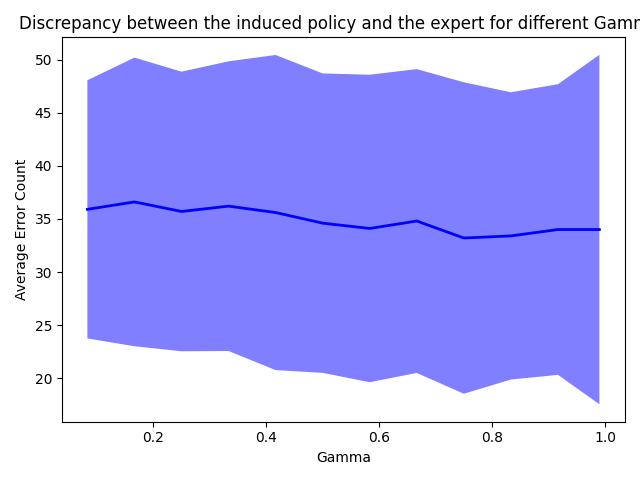 Discrepancy between the induced policy and the expert for different Gamm
50
45
40
35
30
25
20
Average Error Count
0.2 0.4 0.6 0.8 1.0
Gamma